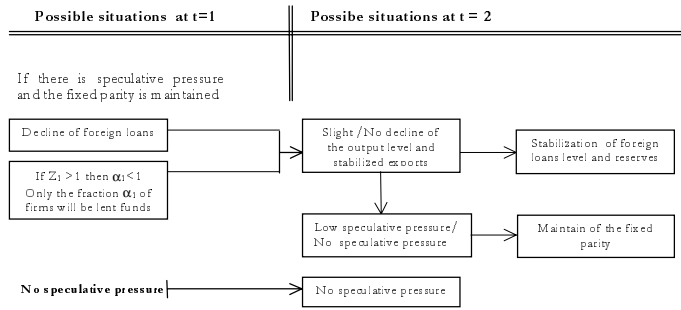 Possible situations at t=1
Possibe situations at t = 2
If there is speculative pressure
and the fixed parity is maintained
Decline of foreign loans
If Z₁ >1 then α₁<1
Only the fraction α₁ of
firms will be lent funds
Slight /No decline of
the output level and
stabilized exports
Stabilization of foreign
loans level and reserves
Low speculative pressure/
No speculative pressure
Maintain of the fixed
parity
No speculative pressure
No speculative pressure